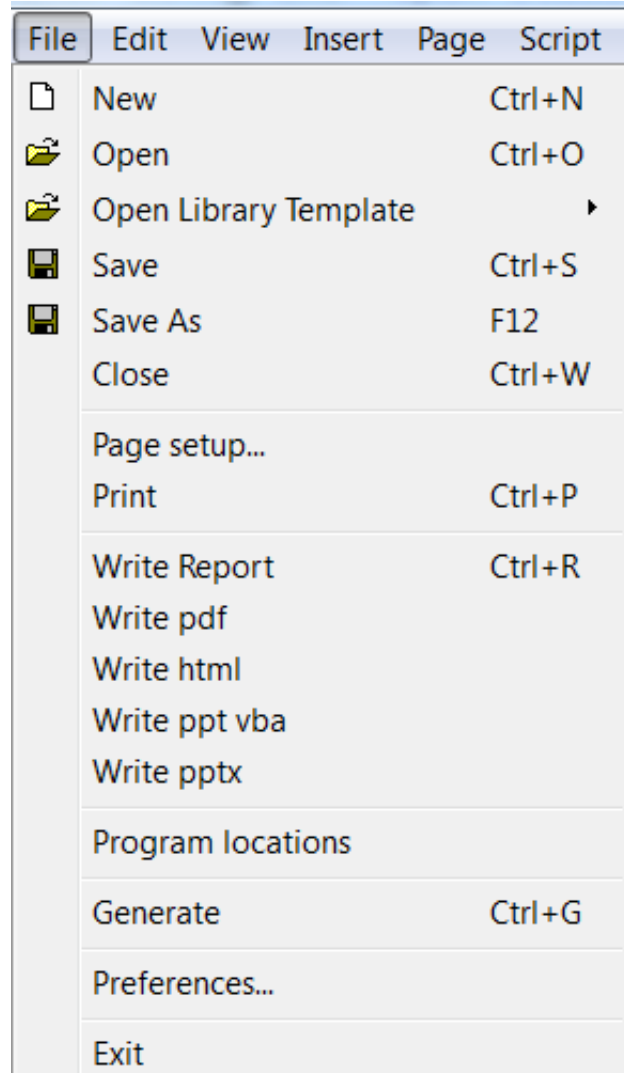 File Edit View Insert Page Script
New Ctrl+N
Open Ctrl+O
Open Library Template
Save Ctrl+S
Save As F12
Close Ctrl+W
Page setup...
Print Ctrl+P
Write Report Ctrl+R
Write pdf
Write html
Write ppt vba
Write pptx
Program locations
Generate Ctrl+G
Preferences...
Exit